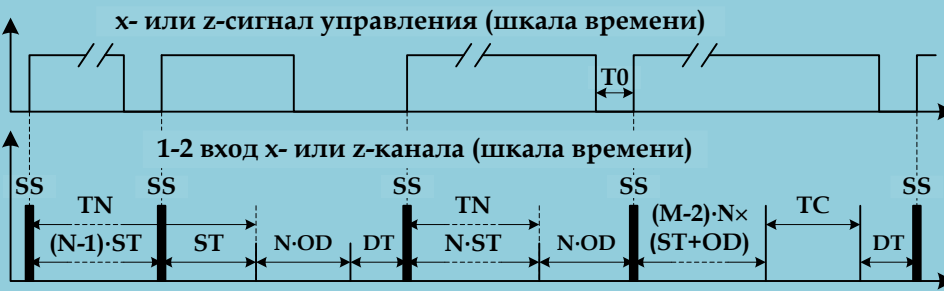 x- или z-сигнал управления (шкала времени)
T0
1-2 вход x- или z-канала (шкала времени)
SS SS SS SS SS
TN TN (M-2)·N× TC
(N-1)·ST ST N·OD DT N·ST N·OD (ST+OD) DT